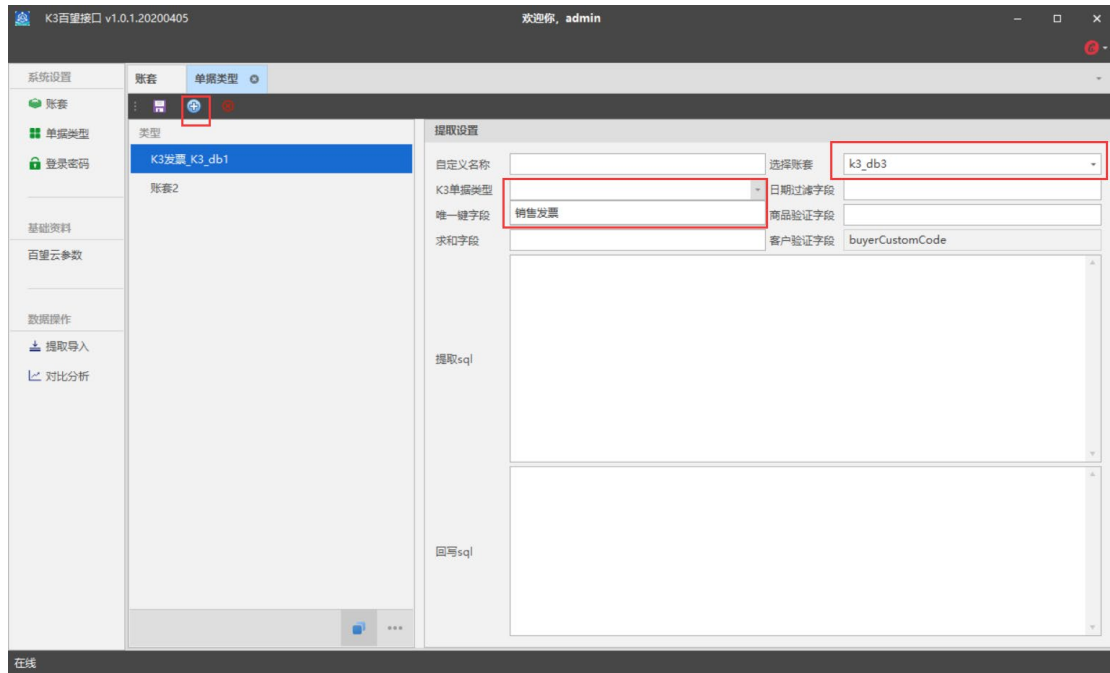 K3百望接口 v1.0.1.20200405
欢迎你，admin
系统设置
账套
单据类型
登录密码
基础资料
百望云参数
数据操作
提取导入
对比分析
账套
单据类型
类型
K3发票_K3_db1
账套2
提取设置
自定义名称
选择账套
k3_db3
K3单据类型
日期过滤字段
唯一键字段
销售发票
商品验证字段
求和字段
客户验证字段
buyerCustomCode
提取sql
回写sql
在线